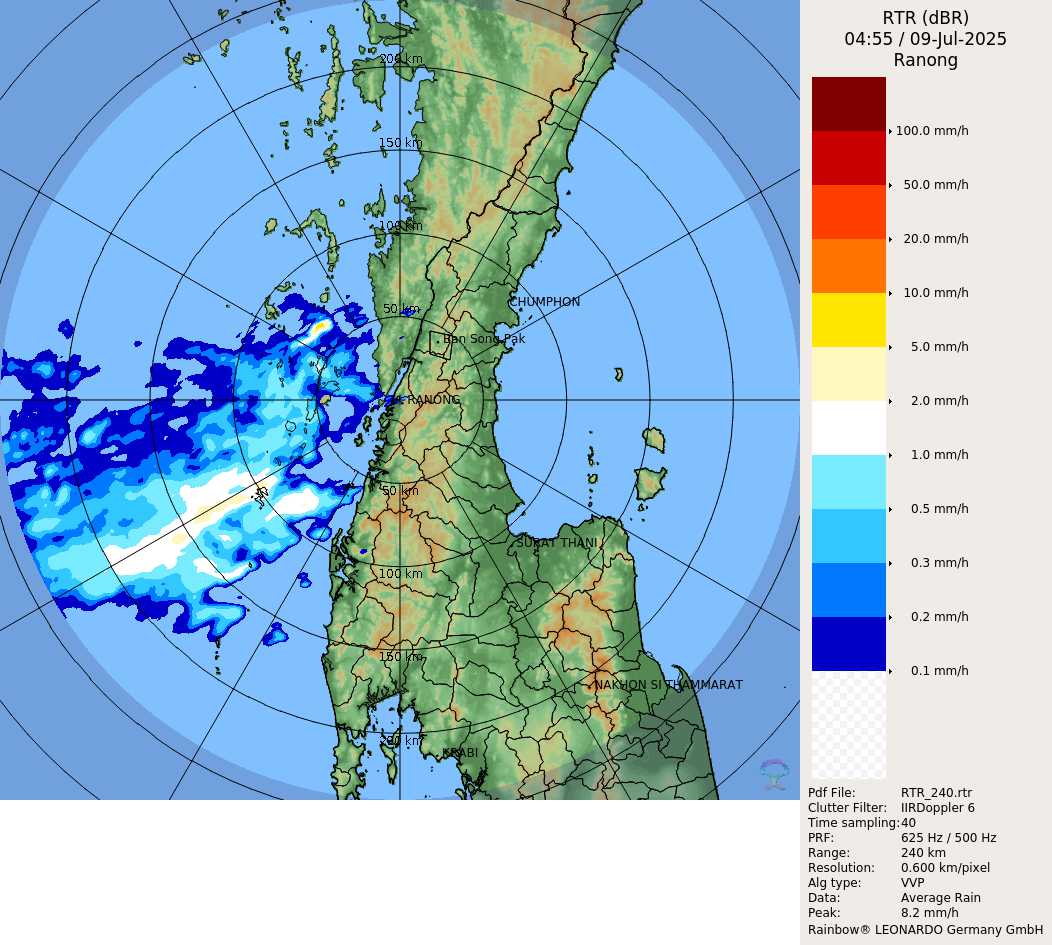 RTR (dBR)
04:55 / 09-Jul-2025
Ranong
200 km
150 km
100 km
CHUMPHON
50 km
Ban Song Pak
RANONG
50 km
SURAT THANI
100 km
150 km
NAKHON SI THAMMARAT
200 km
KRABI
100.0 mm/h
50.0 mm/h
20.0 mm/h
10.0 mm/h
5.0 mm/h
2.0 mm/h
1.0 mm/h
0.5 mm/h
0.3 mm/h
0.2 mm/h
0.1 mm/h
Pdf File: RTR_240.rtr
Clutter Filter: IIRDoppler 6
Time sampling: 40
PRF: 625 Hz / 500 Hz
Range: 240 km
Resolution: 0.600 km/pixel
Alg type: VVP
Data: Average Rain
Peak: 8.2 mm/h
Rainbow® LEONARDO Germany GmbH